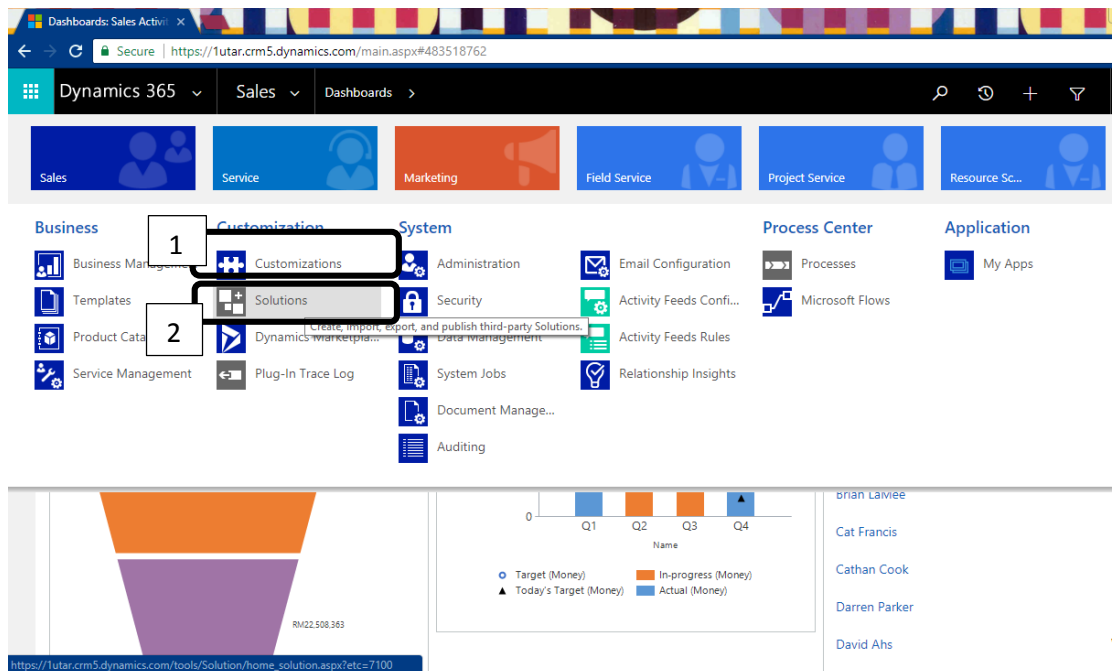 Dashboards: Sales Activi
Secure | https://1utar.crm5.dynamics.com/main.aspx#483518762
Dynamics 365 Sales Dashboards
Sales Service Marketing Field Service Project Service Resource Sc...
Business Customization System Process Center Application
1
Business Management Customizations Administration Email Configuration Processes My Apps
Templates Solutions Security Activity Feeds Confi... Microsoft Flows
2
Create, import, export, and publish third-party Solutions.
Product Cata Dynamics Marketpla... Data Management Activity Feeds Rules
Service Management Plug-In Trace Log System Jobs Relationship Insights
Document Manage...
Auditing
Brian LaMee
0
Q1 Q2 Q3 Q4
Name
Cat Francis
Target (Money) In-progress (Money)
Today's Target (Money) Actual (Money)
Cathan Cook
Darren Parker
RM22,508,363
David Ahs
https://1utar.crm5.dynamics.com/tools/Solution/home_solution.aspx?etc=7100